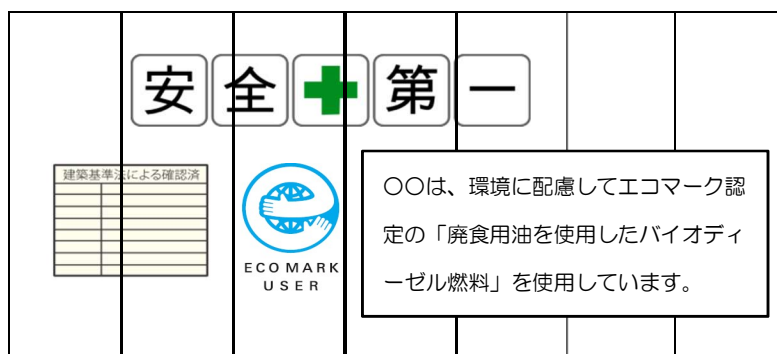 安全✚第一
建築基準法による確認済
ECO MARK
USER
〇〇は、環境に配慮してエコマーク認
定の「廃食用油を使用したバイオディ
ーゼル燃料」を使用しています。